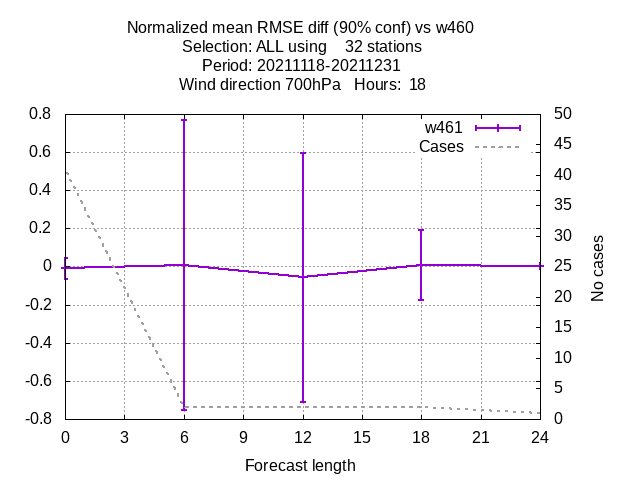 Normalized mean RMSE diff (90% conf) vs w460
Selection: ALL using    32 stations
Period: 20211118-20211231
Wind direction 700hPa   Hours:  18
w461
Cases
0.8
0.6
0.4
0.2
0
-0.2
-0.4
-0.6
-0.8
50
45
40
35
30
25
20
15
10
5
0
No cases
0 3 6 9 12 15 18 21 24
Forecast length